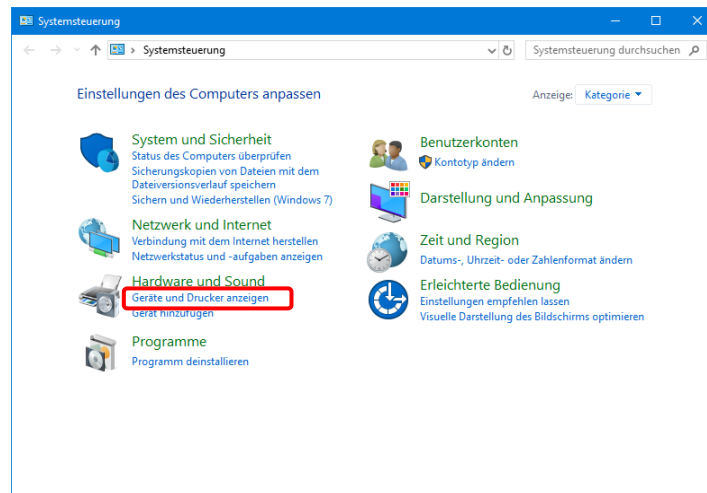 Systemsteuerung
Systemsteuerung
Systemsteuerung durchsuchen
Einstellungen des Computers anpassen
Anzeige: Kategorie
System und Sicherheit
Status des Computers überprüfen
Sicherungskopien von Dateien mit dem
Dateiversionsverlauf speichern
Sichern und Wiederherstellen (Windows 7)
Netzwerk und Internet
Verbindung mit dem Internet herstellen
Netzwerkstatus und -aufgaben anzeigen
Hardware und Sound
Geräte und Drucker anzeigen
Gerät hinzufügen
Programme
Programm deinstallieren
Benutzerkonten
Kontotyp ändern
Darstellung und Anpassung
Zeit und Region
Datums-, Uhrzeit- oder Zahlenformat ändern
Erleichterte Bedienung
Einstellungen empfehlen lassen
Visuelle Darstellung des Bildschirms optimieren